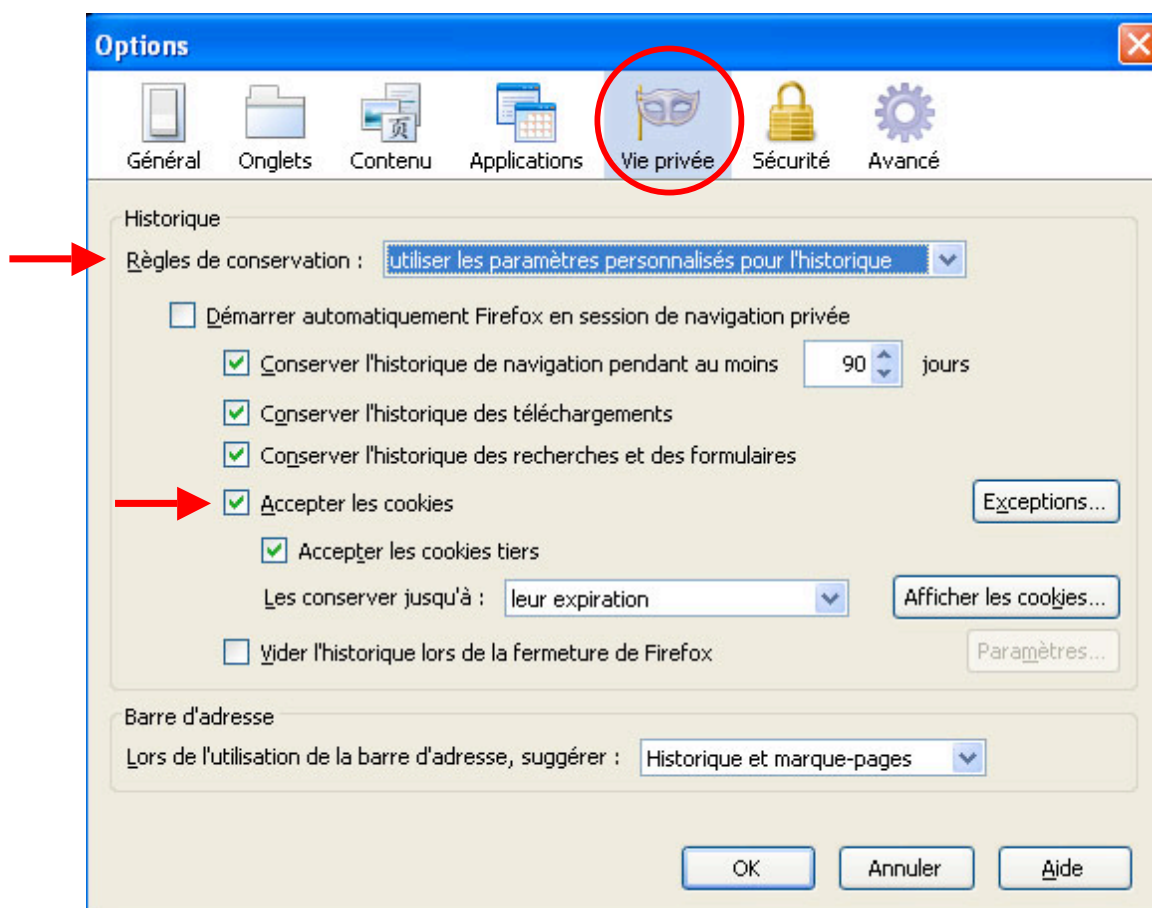 Options
Général Onglets Contenu Applications Vie privée Sécurité Avancé
页
Historique
Règles de conservation : utiliser les paramètres personnalisés pour l'historique
Démarrer automatiquement Firefox en session de navigation privée
Conserver l'historique de navigation pendant au moins 90 jours
Conserver l'historique des téléchargements
Conserver l'historique des recherches et des formulaires
Accepter les cookies Exceptions...
Accepter les cookies tiers
Les conserver jusqu'à : leur expiration Afficher les cookies...
Vider l'historique lors de la fermeture de Firefox Paramètres...
Barre d'adresse
Lors de l'utilisation de la barre d'adresse, suggérer : Historique et marque-pages
OK Annuler Aide